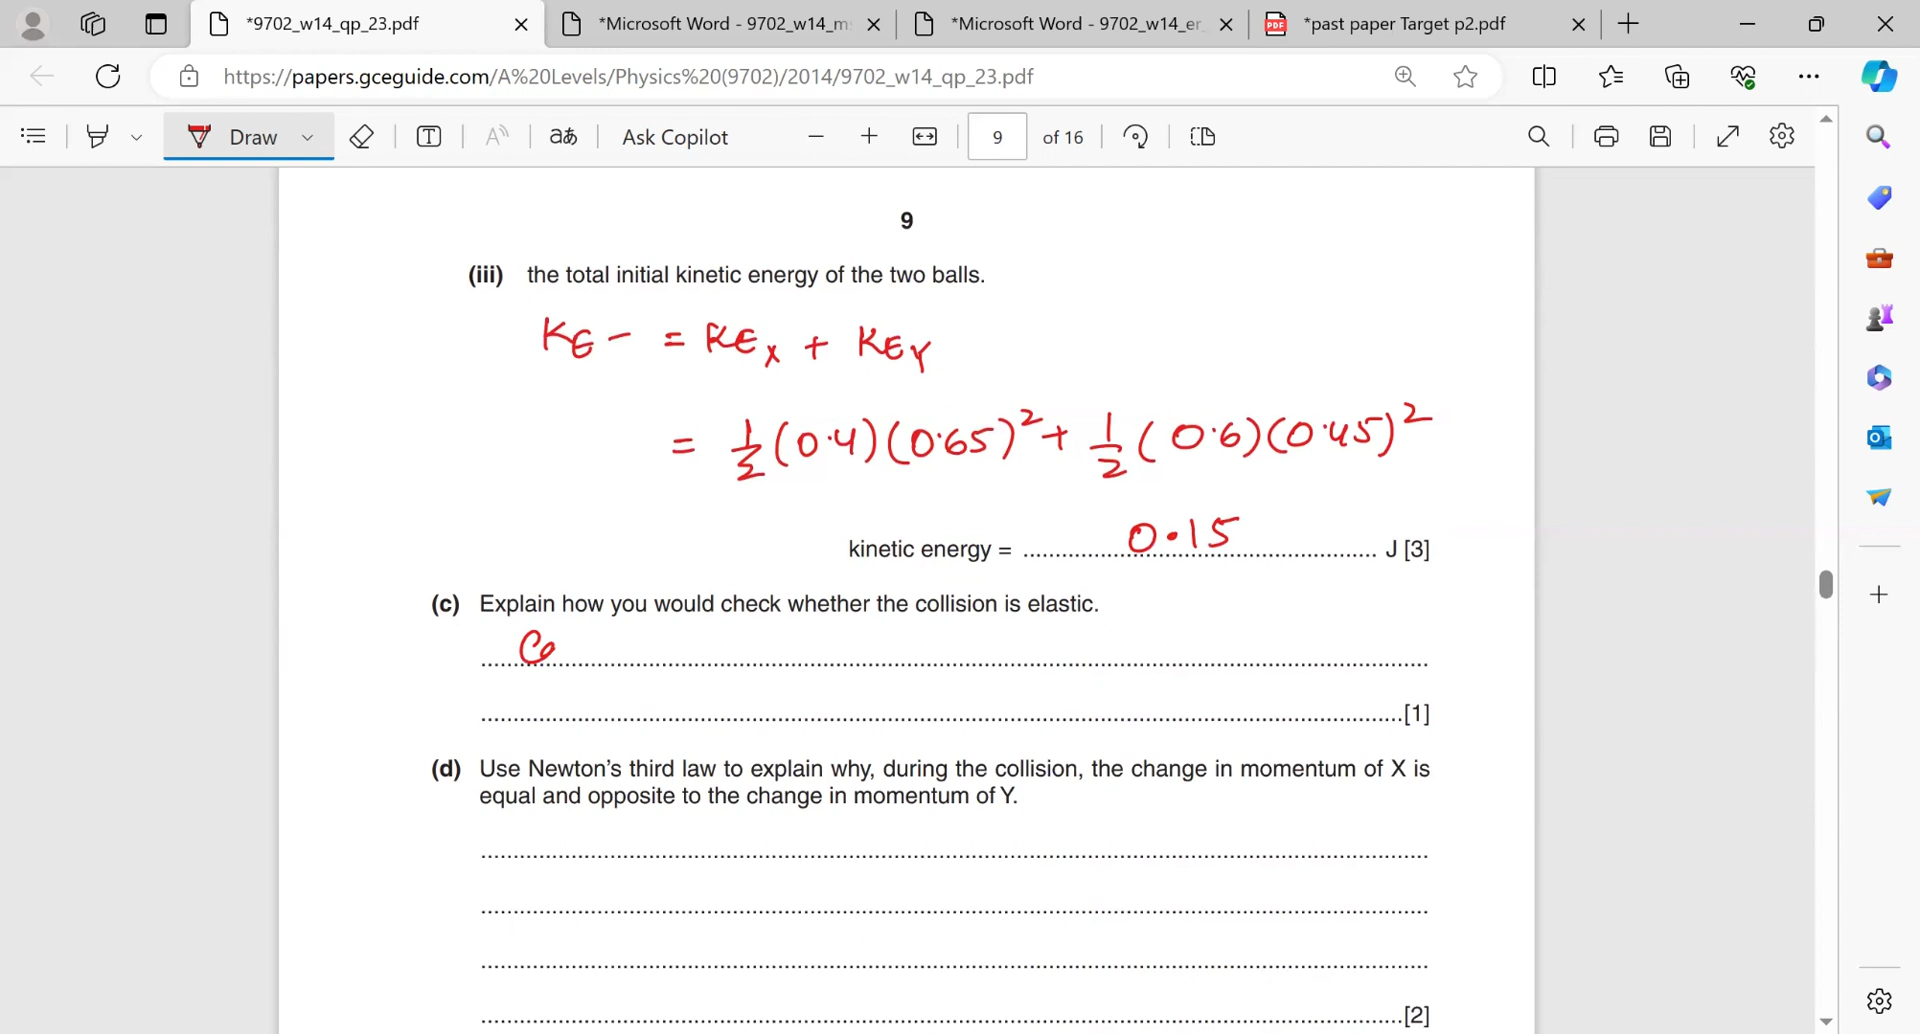 *9702_w14_qp_23.pdf
*Microsoft Word - 9702_w14_m
*Microsoft Word - 9702_w14_er_
*past paper Target p2.pdf
https://papers.gceguide.com/A%20Levels/Physics%20(9702)/2014/9702_w14_qp_23.pdf
Draw
aあ
Ask Copilot
9 of 16
PDF
9
(iii) the total initial kinetic energy of the two balls.
KE - = KEX + KEY
= 1/2 (0.4)(0.65)² + 1/2 (0.6)(0.45)²
0.15
kinetic energy = ................................................ J [3]
(c) Explain how you would check whether the collision is elastic.
Co
..........................................................................................................................................
......................................................................................................................................[1]
(d) Use Newton's third law to explain why, during the collision, the change in momentum of X is
equal and opposite to the change in momentum of Y.
..........................................................................................................................................
..........................................................................................................................................
..........................................................................................................................................
......................................................................................................................................[2]